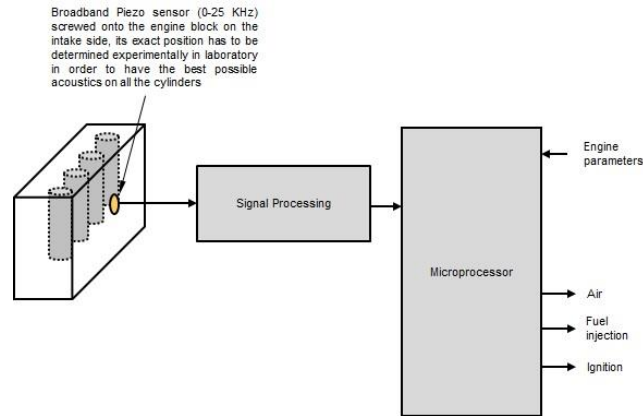 Broadband Piezo sensor (0-25 KHz)
screwed onto the engine block on the
intake side, its exact position has to be
determined experimentally in laboratory
in order to have the best possible
acoustics on all the cylinders
Engine
parameters
Signal Processing
Microprocessor
Air
Fuel
injection
Ignition